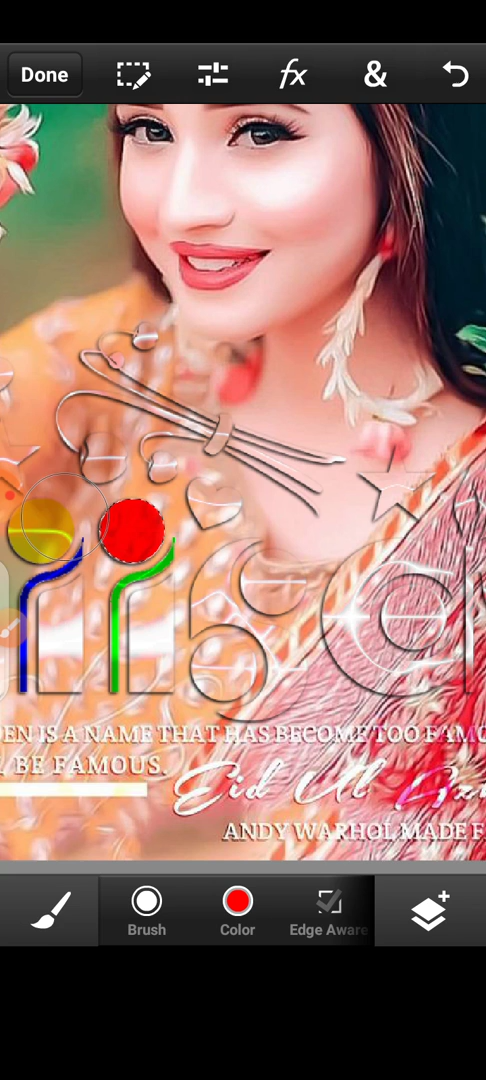 Done
fx
&
EN IS A NAME THAT HAS BECOME TOO FAMO
BE FAMOUS.
Eid Ul
ANDY WARHOL MADE F
Brush
Color
Edge Aware